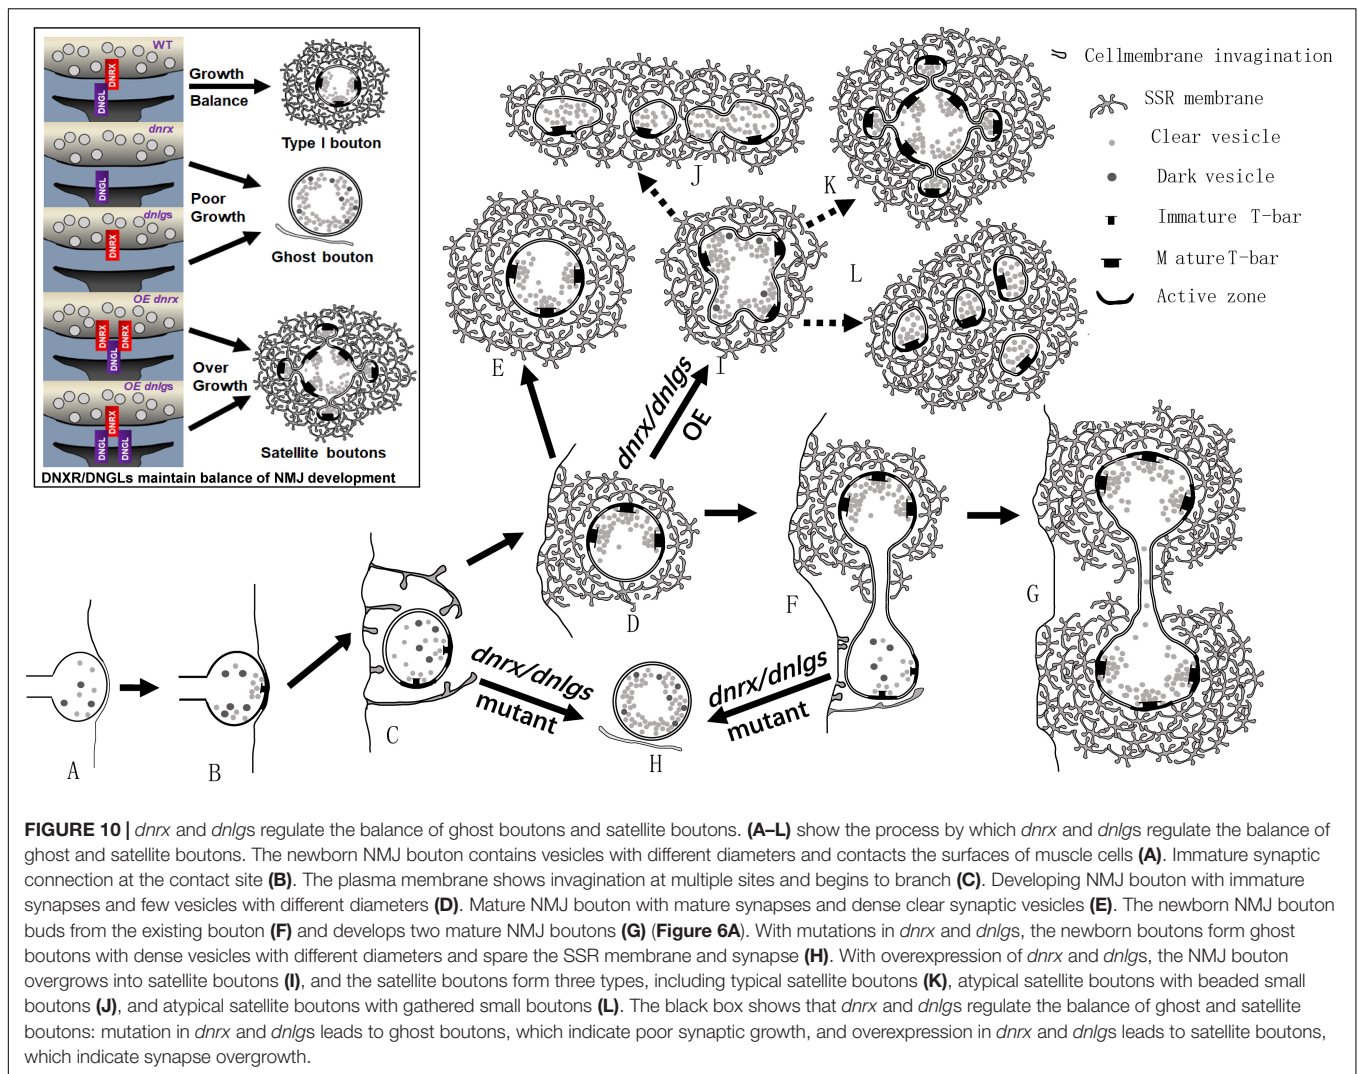 WT
DNRX
DNGL
Growth
Balance
Type I bouton
dnrx
DNGL
Poor
Growth
dnlgs
DNRX
Ghost bouton
OE dnrx
DNRX
DNRX
DNGL
Over
Growth
OE dnlgs
DNRX
DNGL
DNGL
Satellite boutons
DNXR/DNGLs maintain balance of NMJ development
Cellmembrane invagination
SSR membrane
Clear vesicle
Dark vesicle
Immature T-bar
Mature T-bar
Active zone
J
K
L
E
I
dnrx/dnlgs
OE
D
F
G
A
B
C
dnrx/dnlgs
mutant
H
dnrx/dnlgs
mutant
FIGURE 10 | dnrx and dnlgs regulate the balance of ghost boutons and satellite boutons. (A–L) show the process by which dnrx and dnlgs regulate the balance of
ghost and satellite boutons. The newborn NMJ bouton contains vesicles with different diameters and contacts the surfaces of muscle cells (A). Immature synaptic
connection at the contact site (B). The plasma membrane shows invagination at multiple sites and begins to branch (C). Developing NMJ bouton with immature
synapses and few vesicles with different diameters (D). Mature NMJ bouton with mature synapses and dense clear synaptic vesicles (E). The newborn NMJ bouton
buds from the existing bouton (F) and develops two mature NMJ boutons (G) (Figure 6A). With mutations in dnrx and dnlgs, the newborn boutons form ghost
boutons with dense vesicles with different diameters and spare the SSR membrane and synapse (H). With overexpression of dnrx and dnlgs, the NMJ bouton
overgrows into satellite boutons (I), and the satellite boutons form three types, including typical satellite boutons (K), atypical satellite boutons with beaded small
boutons (J), and atypical satellite boutons with gathered small boutons (L). The black box shows that dnrx and dnlgs regulate the balance of ghost and satellite
boutons: mutation in dnrx and dnlgs leads to ghost boutons, which indicate poor synaptic growth, and overexpression in dnrx and dnlgs leads to satellite boutons,
which indicate synapse overgrowth.